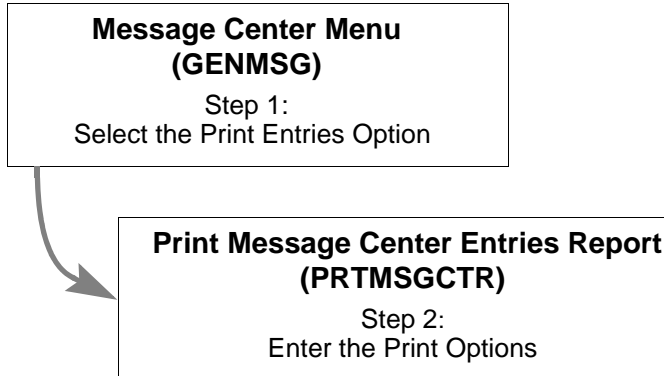 Message Center Menu
(GENMSG)
Step 1:
Select the Print Entries Option
Print Message Center Entries Report
(PRTMSGCTR)
Step 2:
Enter the Print Options